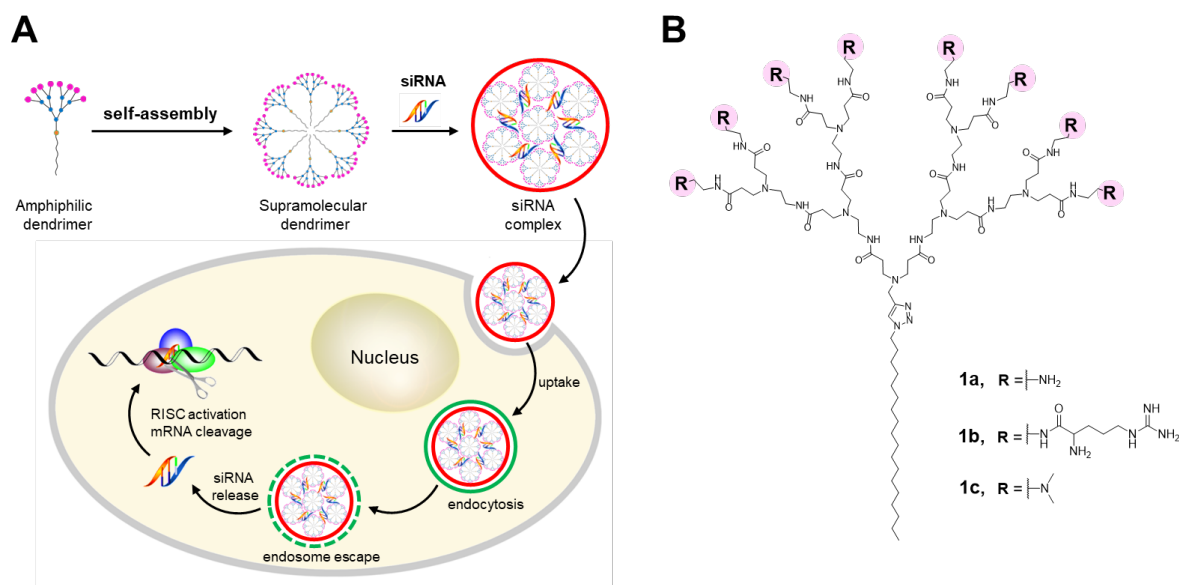 A
self-assembly
siRNA
Amphiphilic
dendrimer
Supramolecular
dendrimer
siRNA
complex
Nucleus
uptake
RISC activation
mRNA cleavage
siRNA
release
endocytosis
endosome escape
B
R
R
R
R
R
R
R
R
1a, R = NH2
1b, R = N H O NH2 N H NH NH2
1c, R = N